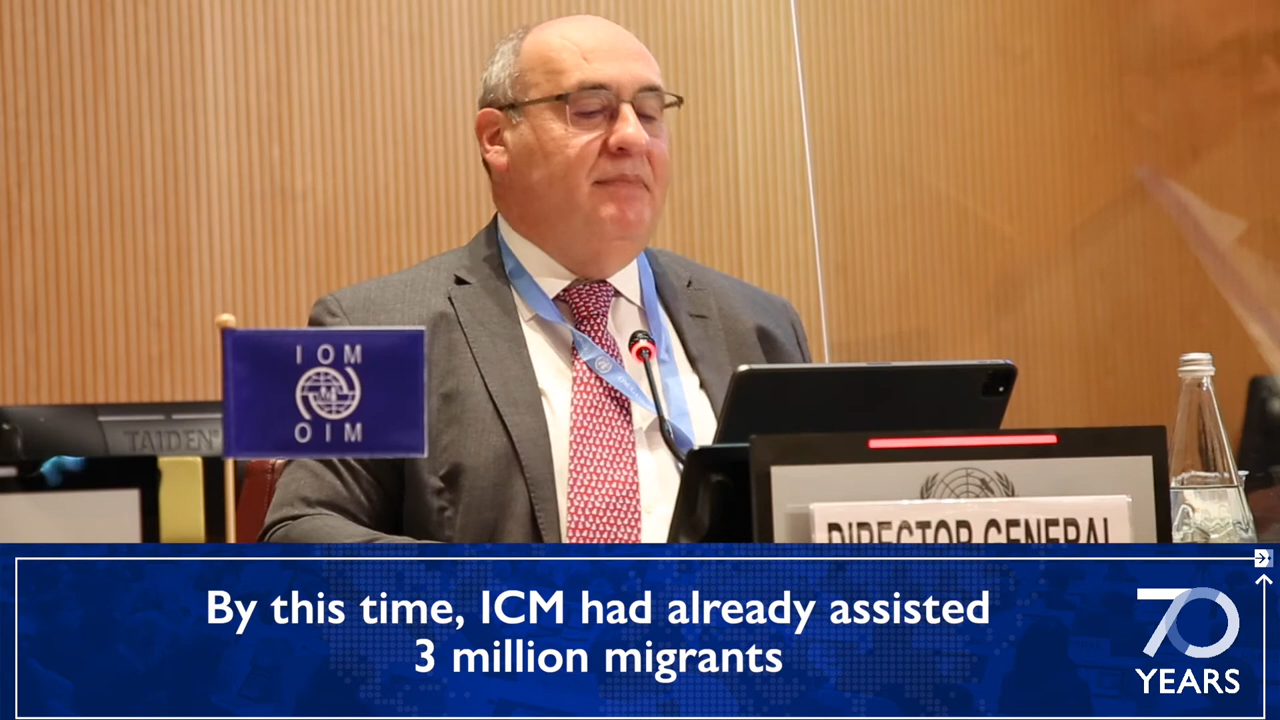 IOM
OIM
TAIDEN
DIRECTOR GENERAL
By this time, ICM had already assisted
3 million migrants
70
YEARS